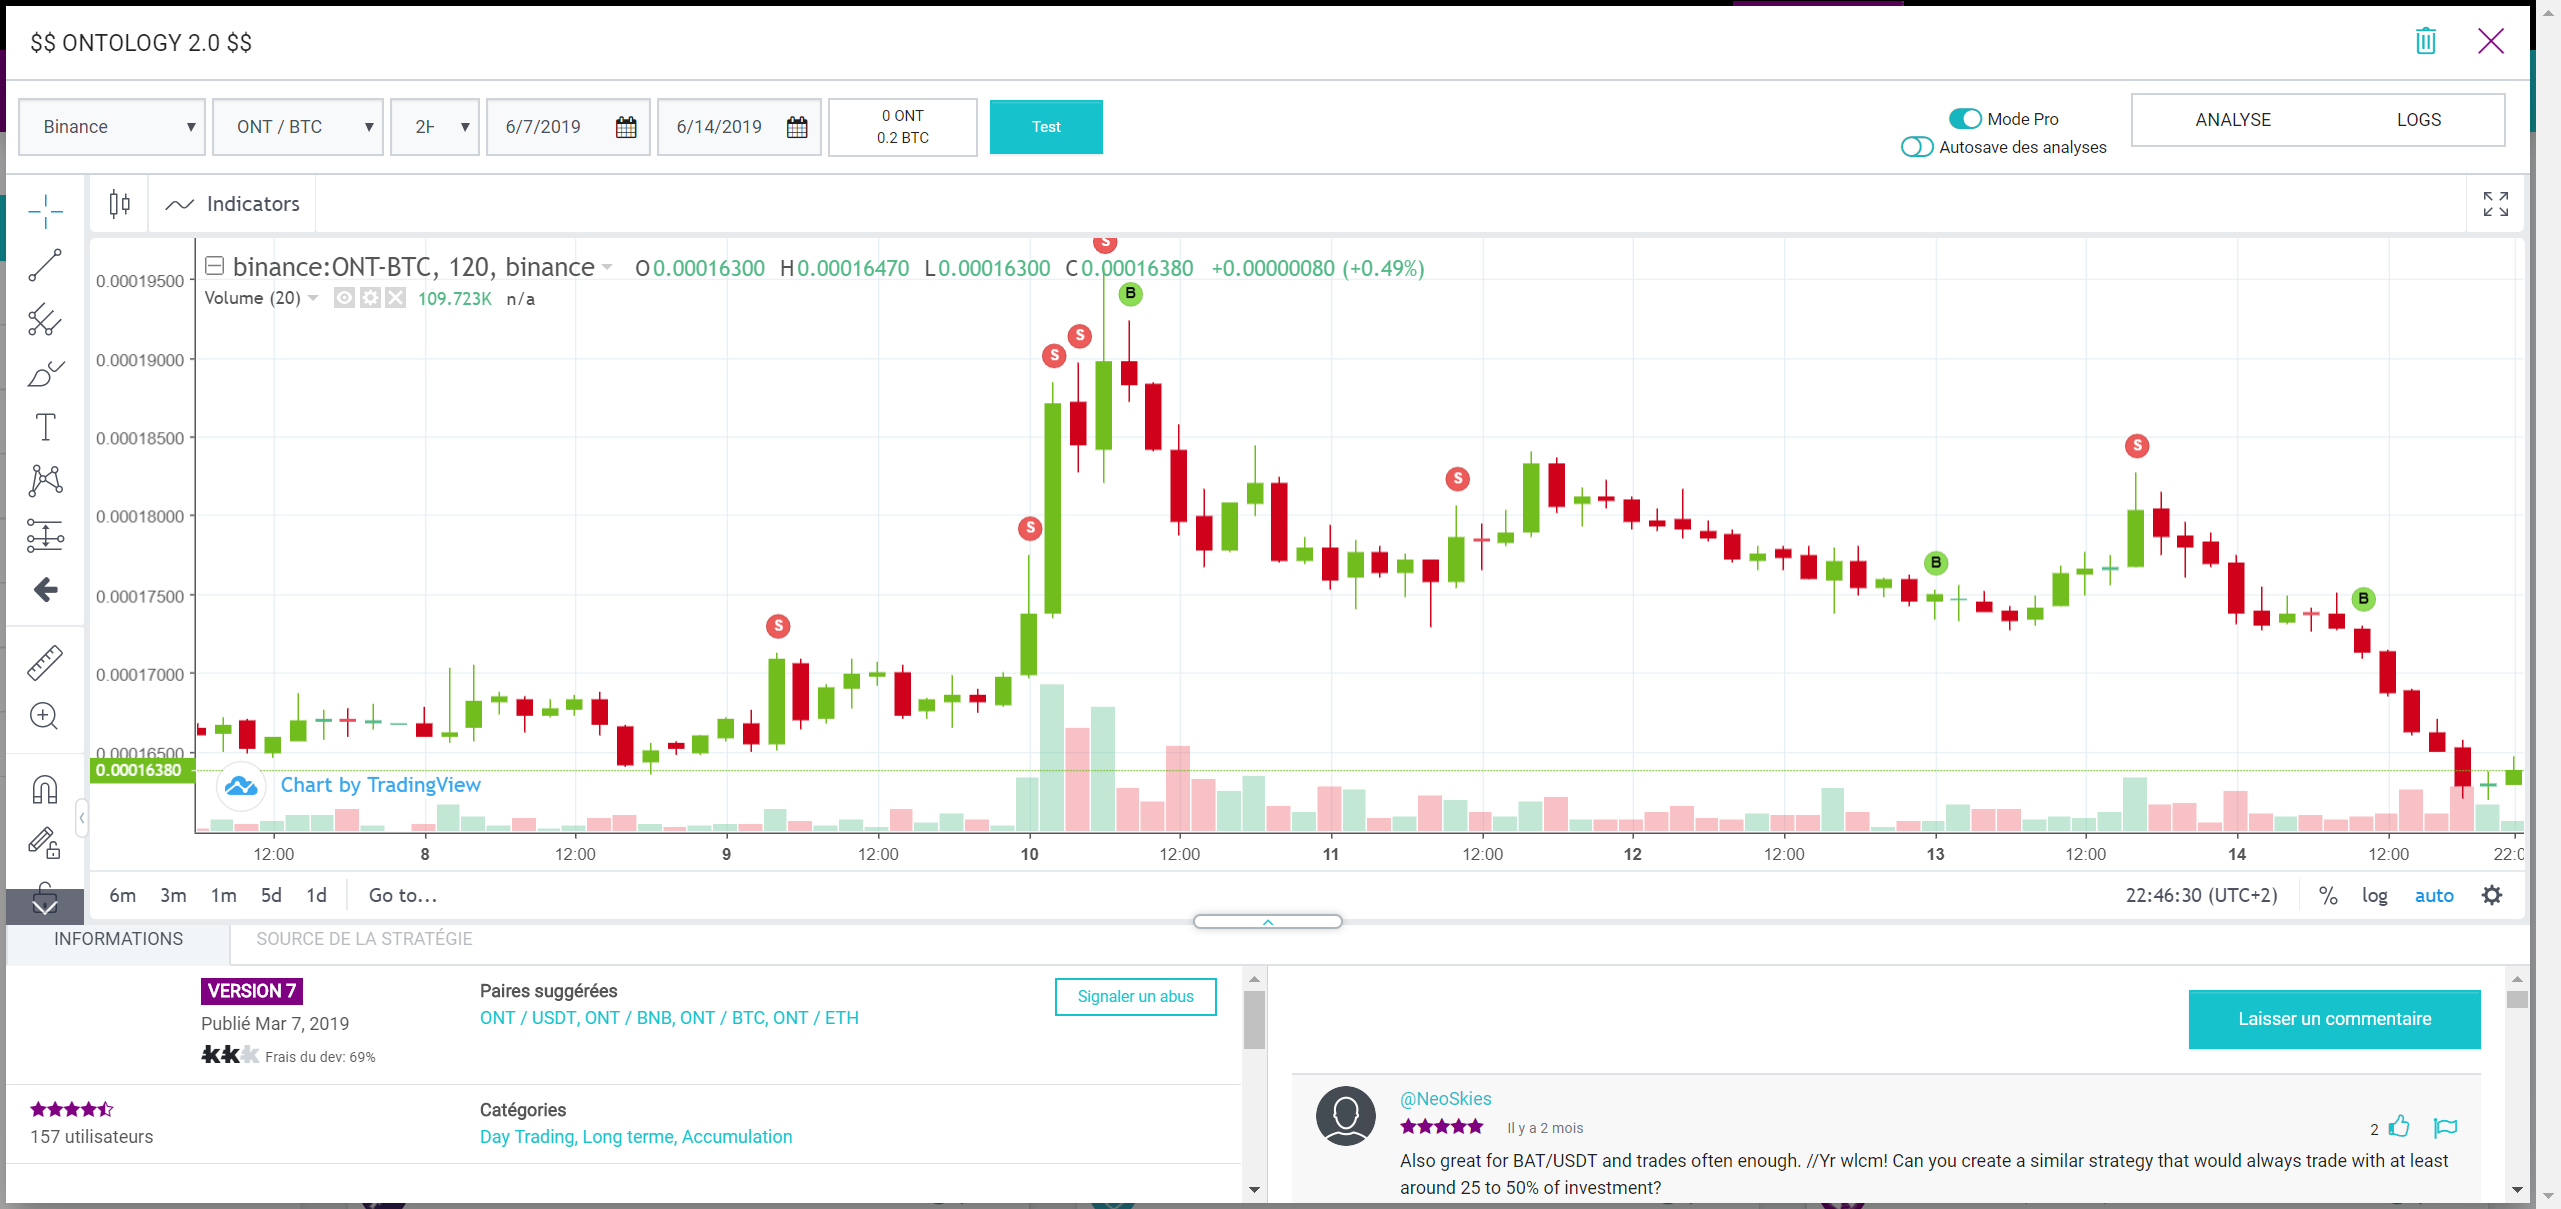 $$ ONTOLOGY 2.0 $$
Binance ONT / BTC 2H 6/7/2019 6/14/2019
0 ONT
0.2 BTC
Test
Mode Pro
Autosave des analyses
ANALYSE LOGS
Indicators
binance:ONT-BTC, 120, binance O0.00016300 H0.00016470 L0.00016300 C0.00016380 +0.00000080 (+0.49%)
Volume (20) 109.723K n/a
0.00019500
0.00019000
0.00018500
0.00018000
0.00017500
0.00017000
0.00016500
0.00016380
S
B
S
S
S
S
S
S
B
B
Chart by TradingView
12:00 8 12:00 9 12:00 10 12:00 11 12:00 12 12:00 13 12:00 14 12:00 22:0
6m 3m 1m 5d 1d Go to... 22:46:30 (UTC+2) % log auto
INFORMATIONS SOURCE DE LA STRATÉGIE
VERSION 7
Publié Mar 7, 2019
Frais du dev: 69%
Paires suggérées
ONT / USDT, ONT / BNB, ONT / BTC, ONT / ETH
Signaler un abus
157 utilisateurs
Catégories
Day Trading, Long terme, Accumulation
Laisser un commentaire
@NeoSkies
Il y a 2 mois
2
Also great for BAT/USDT and trades often enough. //Yr wlcm! Can you create a similar strategy that would always trade with at least
around 25 to 50% of investment?